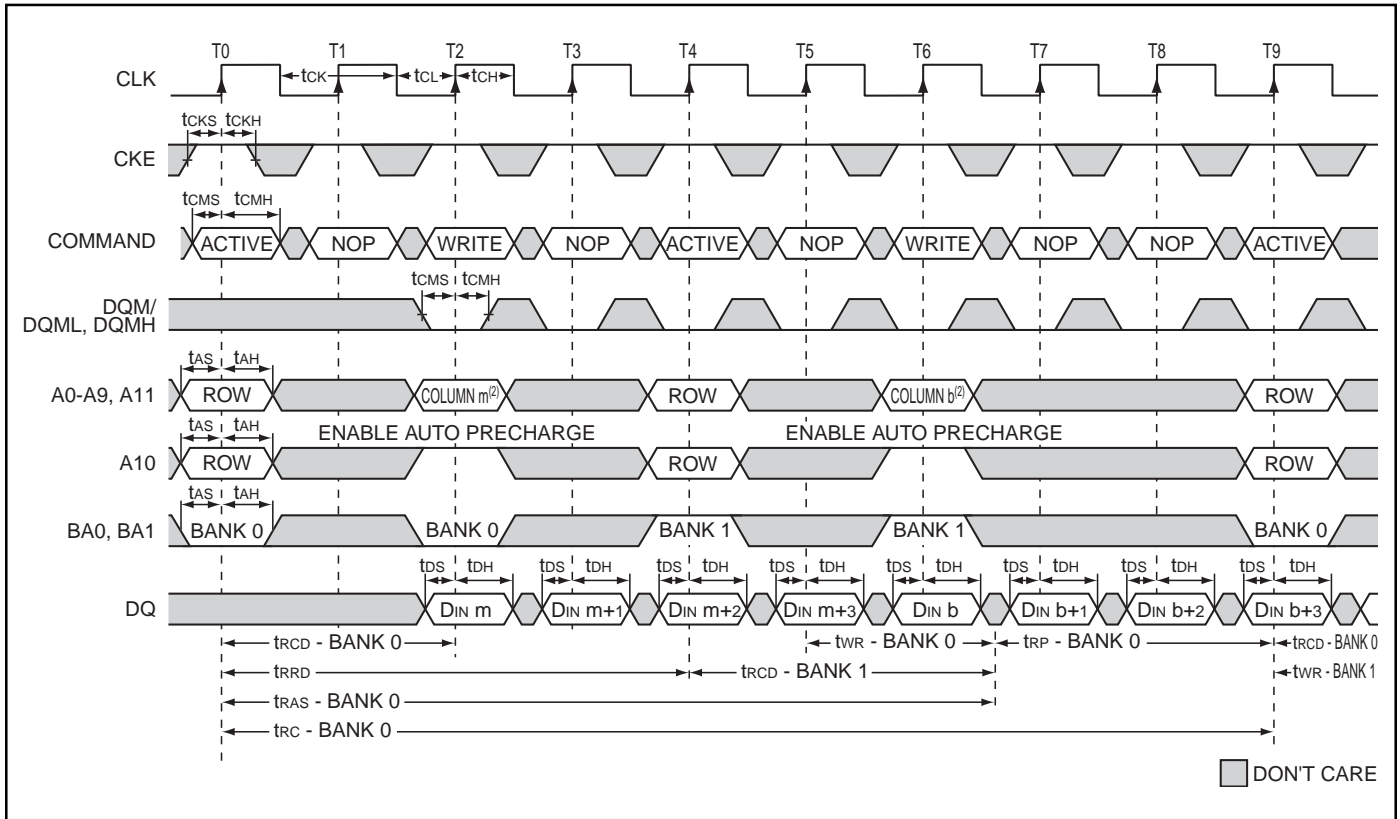 T0 T1 T2 T3 T4 T5 T6 T7 T8 T9
CLK tCK tCL tCH
tCKS tCKH
CKE
tCMS tCMH
COMMAND ACTIVE NOP WRITE NOP ACTIVE NOP WRITE NOP NOP ACTIVE
tCMS tCMH
DQM/
DQML, DQMH
tAS tAH
A0-A9, A11 ROW COLUMN m(2) ROW COLUMN b(2) ROW
tAS tAH ENABLE AUTO PRECHARGE ENABLE AUTO PRECHARGE
A10 ROW ROW ROW
tAS tAH
BA0, BA1 BANK 0 BANK 0 BANK 1 BANK 1 BANK 0
tDS tDH tDS tDH tDS tDH tDS tDH tDS tDH tDS tDH tDS tDH tDS tDH
DQ DIN m DIN m+1 DIN m+2 DIN m+3 DIN b DIN b+1 DIN b+2 DIN b+3
tRCD - BANK 0 tWR - BANK 0 tRP - BANK 0 tRCD - BANK 0
tRRD tRCD - BANK 1 tWR - BANK 1
tRAS - BANK 0
tRC - BANK 0
DON'T CARE